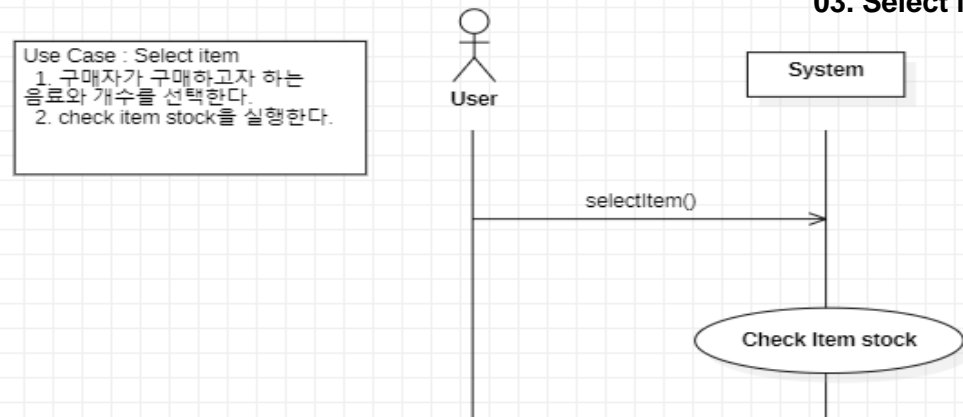 03. Select
Use Case : Select item
1. 구매자가 구매하고자 하는
음료와 개수를 선택한다.
2. check item stock을 실행한다.
User
System
selectItem()
Check Item stock